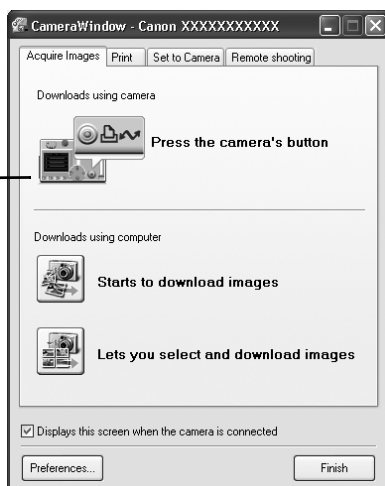 CameraWindow - Canon XXXXXXXXXXX
Acquire Images Print Set to Camera Remote shooting
Downloads using camera
Press the camera's button
Downloads using computer
Starts to download images
Lets you select and download images
Displays this screen when the camera is connected
Preferences... Finish